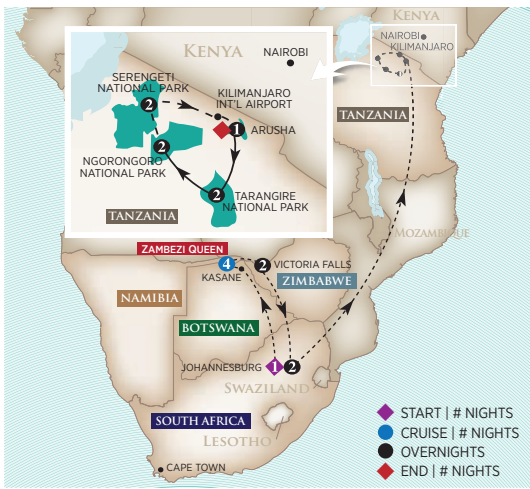 KENYA
NAIROBI
KILIMANJARO
KENYA
NAIROBI
SERENGETI
NATIONAL PARK
2
KILIMANJARO
INT'L AIRPORT
1
ARUSHA
NGORONGORO
NATIONAL PARK
2
2
TARANGIRE
NATIONAL PARK
TANZANIA
TANZANIA
MOZAMBIQUE
ZAMBEZI QUEEN
4
KASANE
2
VICTORIA FALLS
ZIMBABWE
NAMIBIA
BOTSWANA
JOHANNESBURG
1
2
SWAZILAND
SOUTH AFRICA
LESOTHO
CAPE TOWN
START | # NIGHTS
CRUISE | # NIGHTS
OVERNIGHTS
END | # NIGHTS